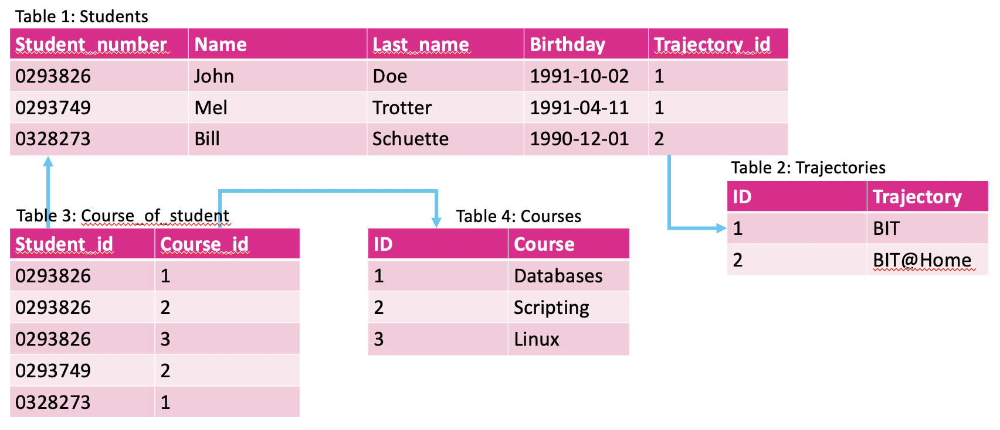 Table 1: Students
Student_number Name Last_name Birthday Trajectory_id
0293826 John Doe 1991-10-02 1
0293749 Mel Trotter 1991-04-11 1
0328273 Bill Schuette 1990-12-01 2
Table 2: Trajectories
ID Trajectory
1 BIT
2 BIT@Home
Table 3: Course_of_student
Student_id Course_id
0293826 1
0293826 2
0293826 3
0293749 2
0328273 1
Table 4: Courses
ID Course
1 Databases
2 Scripting
3 Linux